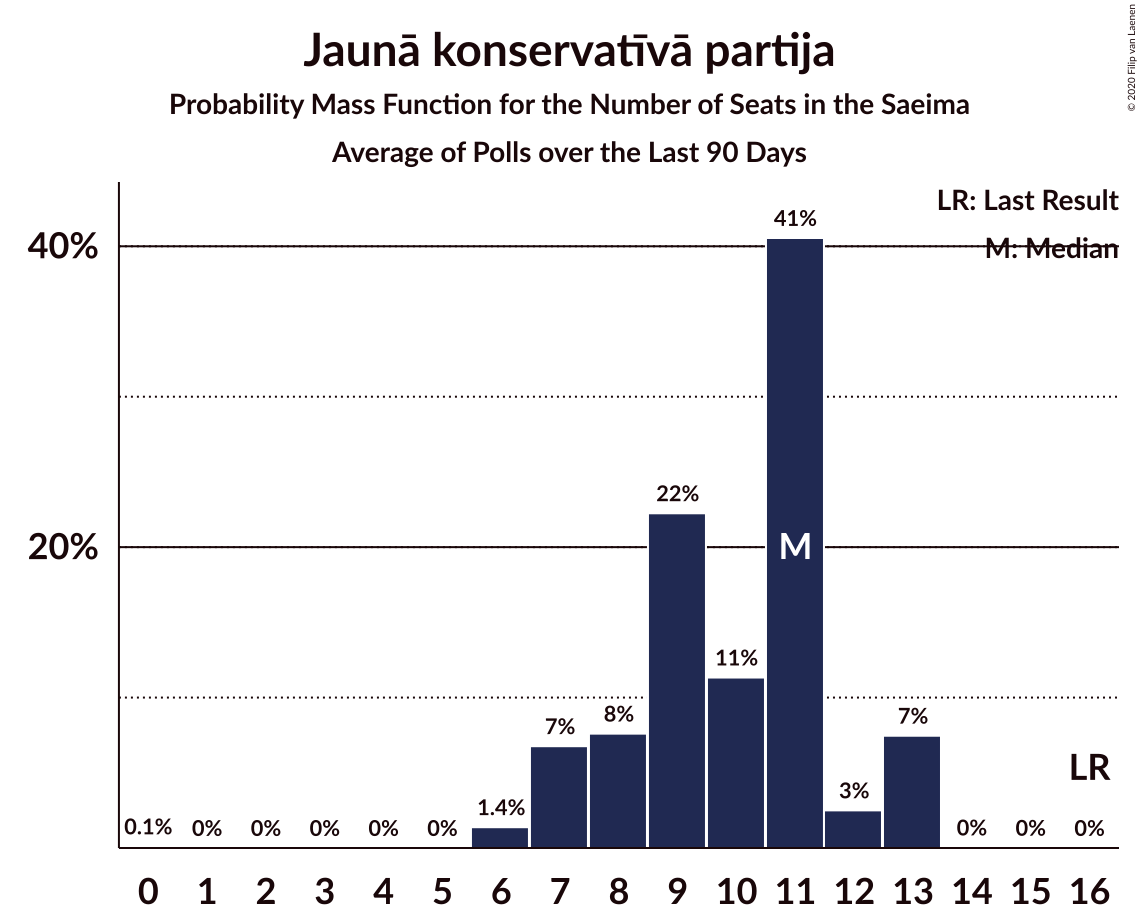 Jaunā konservatīvā partija
Probability Mass Function for the Number of Seats in the Saeima
Average of Polls over the Last 90 Days
© 2020 Filip van Laenen
LR: Last Result
M: Median
40%
20%
0.1% 0% 0% 0% 0% 0% 1.4% 7% 8% 22% 11% 41% 3% 7% 0% 0% 0%
M
LR
0 1 2 3 4 5 6 7 8 9 10 11 12 13 14 15 16